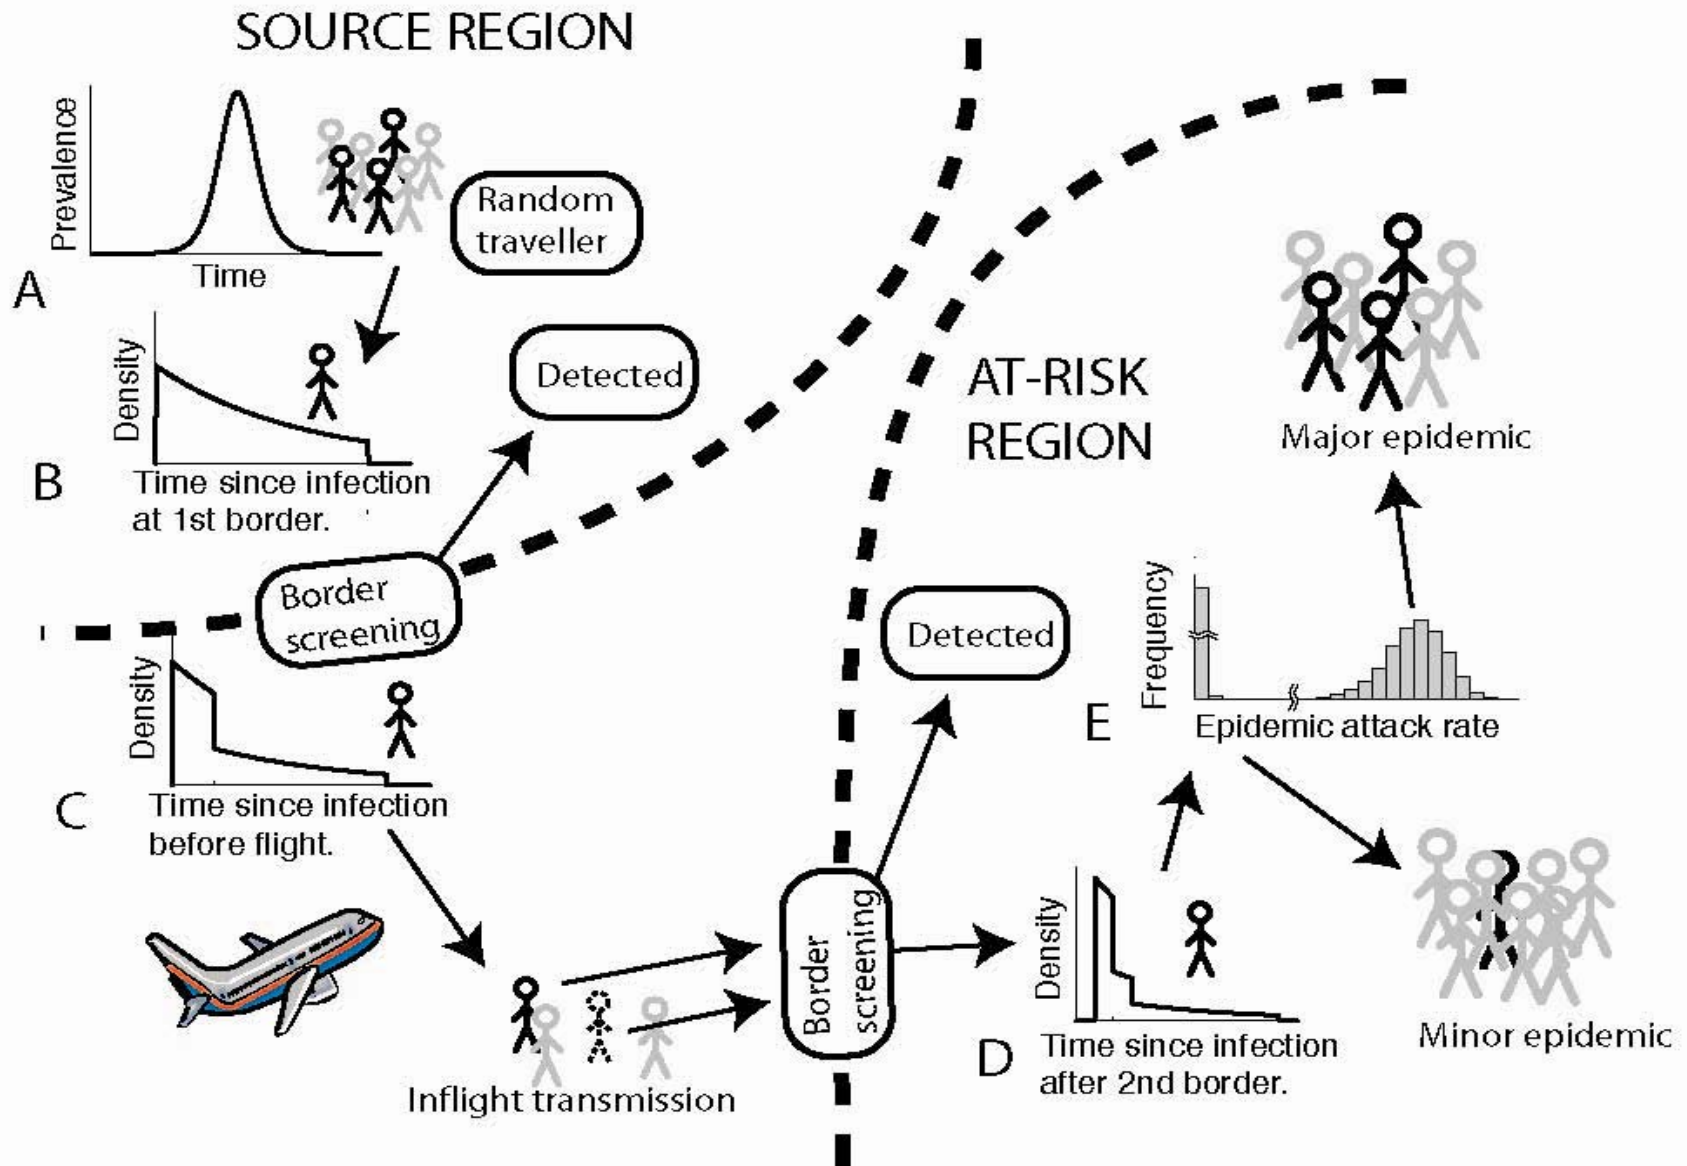 SOURCE REGION
Prevalence
Time
A
Random
traveller
Density
Time since infection
at 1st border.
B
Detected
Border
screening
Density
Time since infection
before flight.
C
Inflight transmission
AT-RISK
REGION
Border
screening
Detected
Density
Time since infection
after 2nd border.
D
Frequency
Epidemic attack rate
E
Major epidemic
Minor epidemic